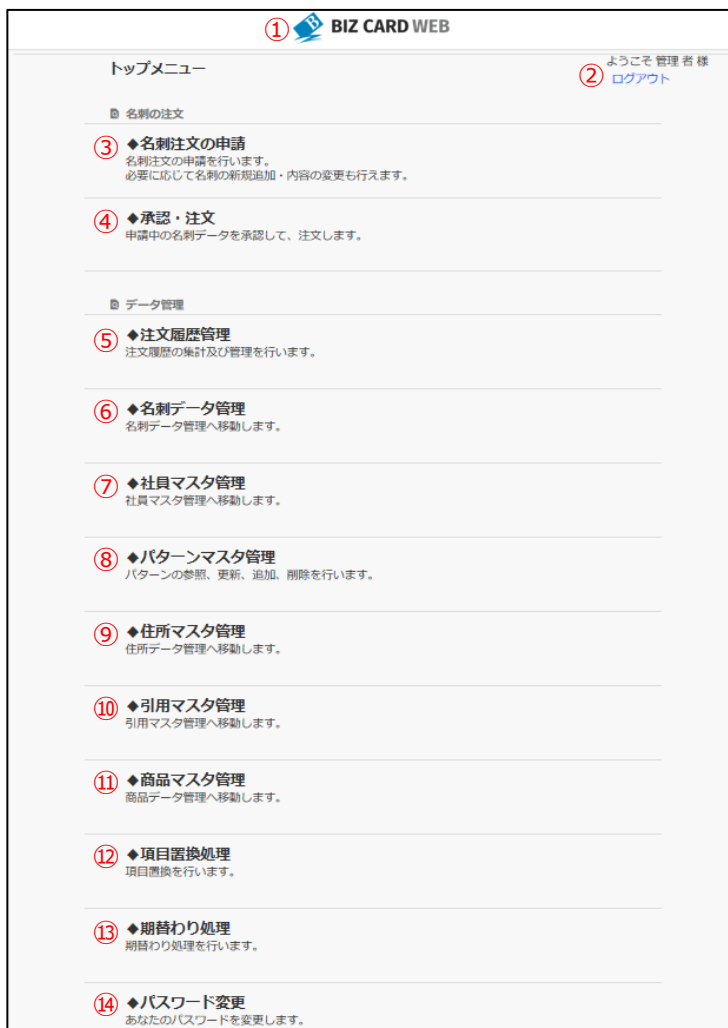 ① BIZ CARD WEB
トップメニュー
ようこそ 管理 者 様
② ログアウト
名刺の注文
③ ◆名刺注文の申請
名刺注文の申請を行います。
必要に応じて名刺の新規追加・内容の変更も行えます。
④ ◆承認・注文
申請中の名刺データを承認して、注文します。
データ管理
⑤ ◆注文履歴管理
注文履歴の集計及び管理を行います。
⑥ ◆名刺データ管理
名刺データ管理へ移動します。
⑦ ◆社員マスタ管理
社員マスタ管理へ移動します。
⑧ ◆パターンマスタ管理
パターンの参照、更新、追加、削除を行います。
⑨ ◆住所マスタ管理
住所データ管理へ移動します。
⑩ ◆引用マスタ管理
引用マスタ管理へ移動します。
⑪ ◆商品マスタ管理
商品データ管理へ移動します。
⑫ ◆項目置換処理
項目置換を行います。
⑬ ◆期替わり処理
期替わり処理を行います。
⑭ ◆パスワード変更
あなたのパスワードを変更します。